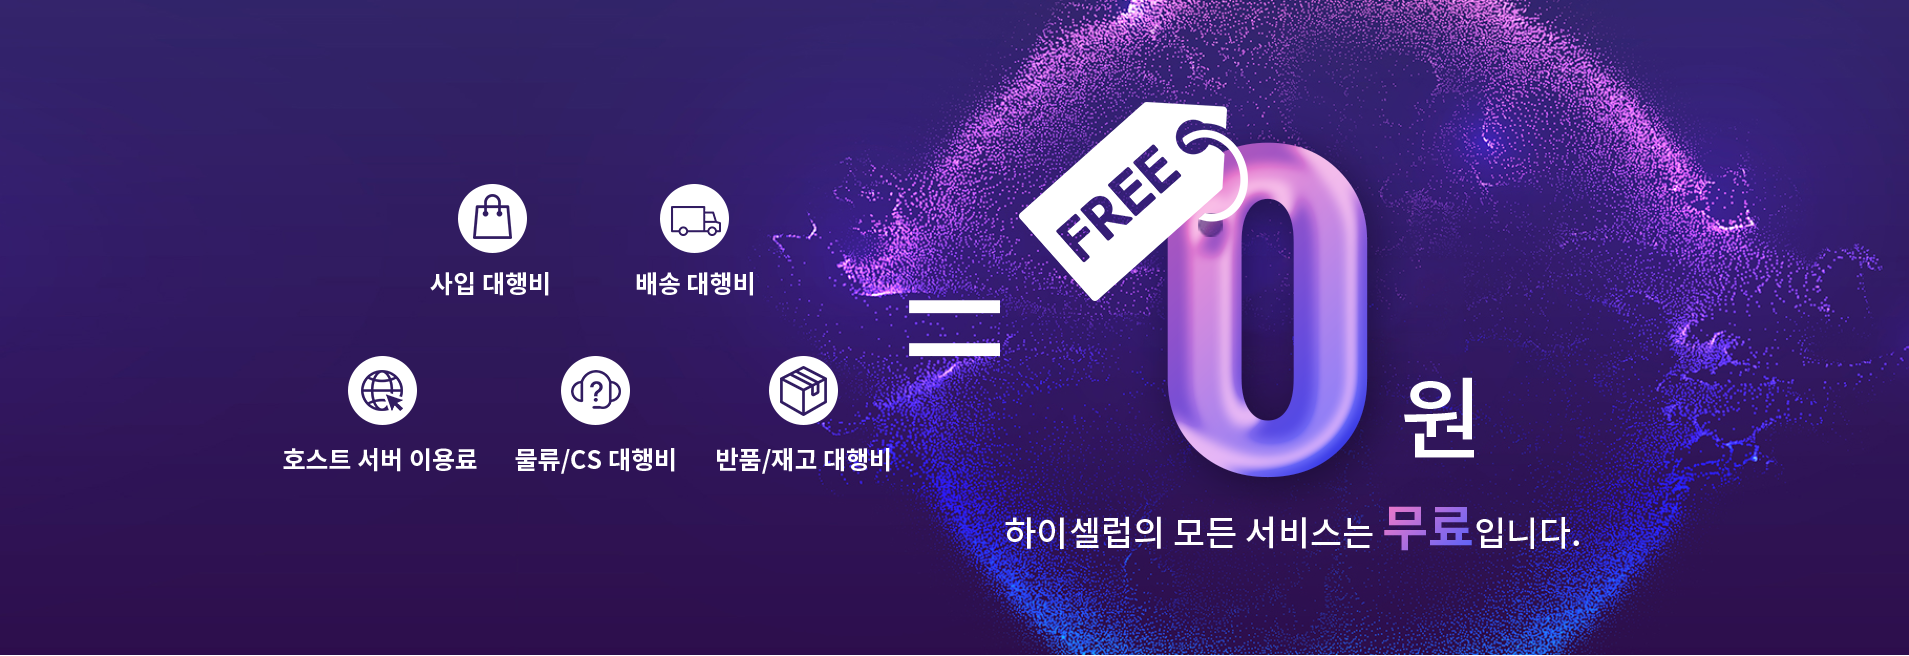 사입 대행비
배송 대행비
호스트 서버 이용료
물류/CS 대행비
반품/재고 대행비
=
FREE
0원
하이셀럽의 모든 서비스는 무료입니다.